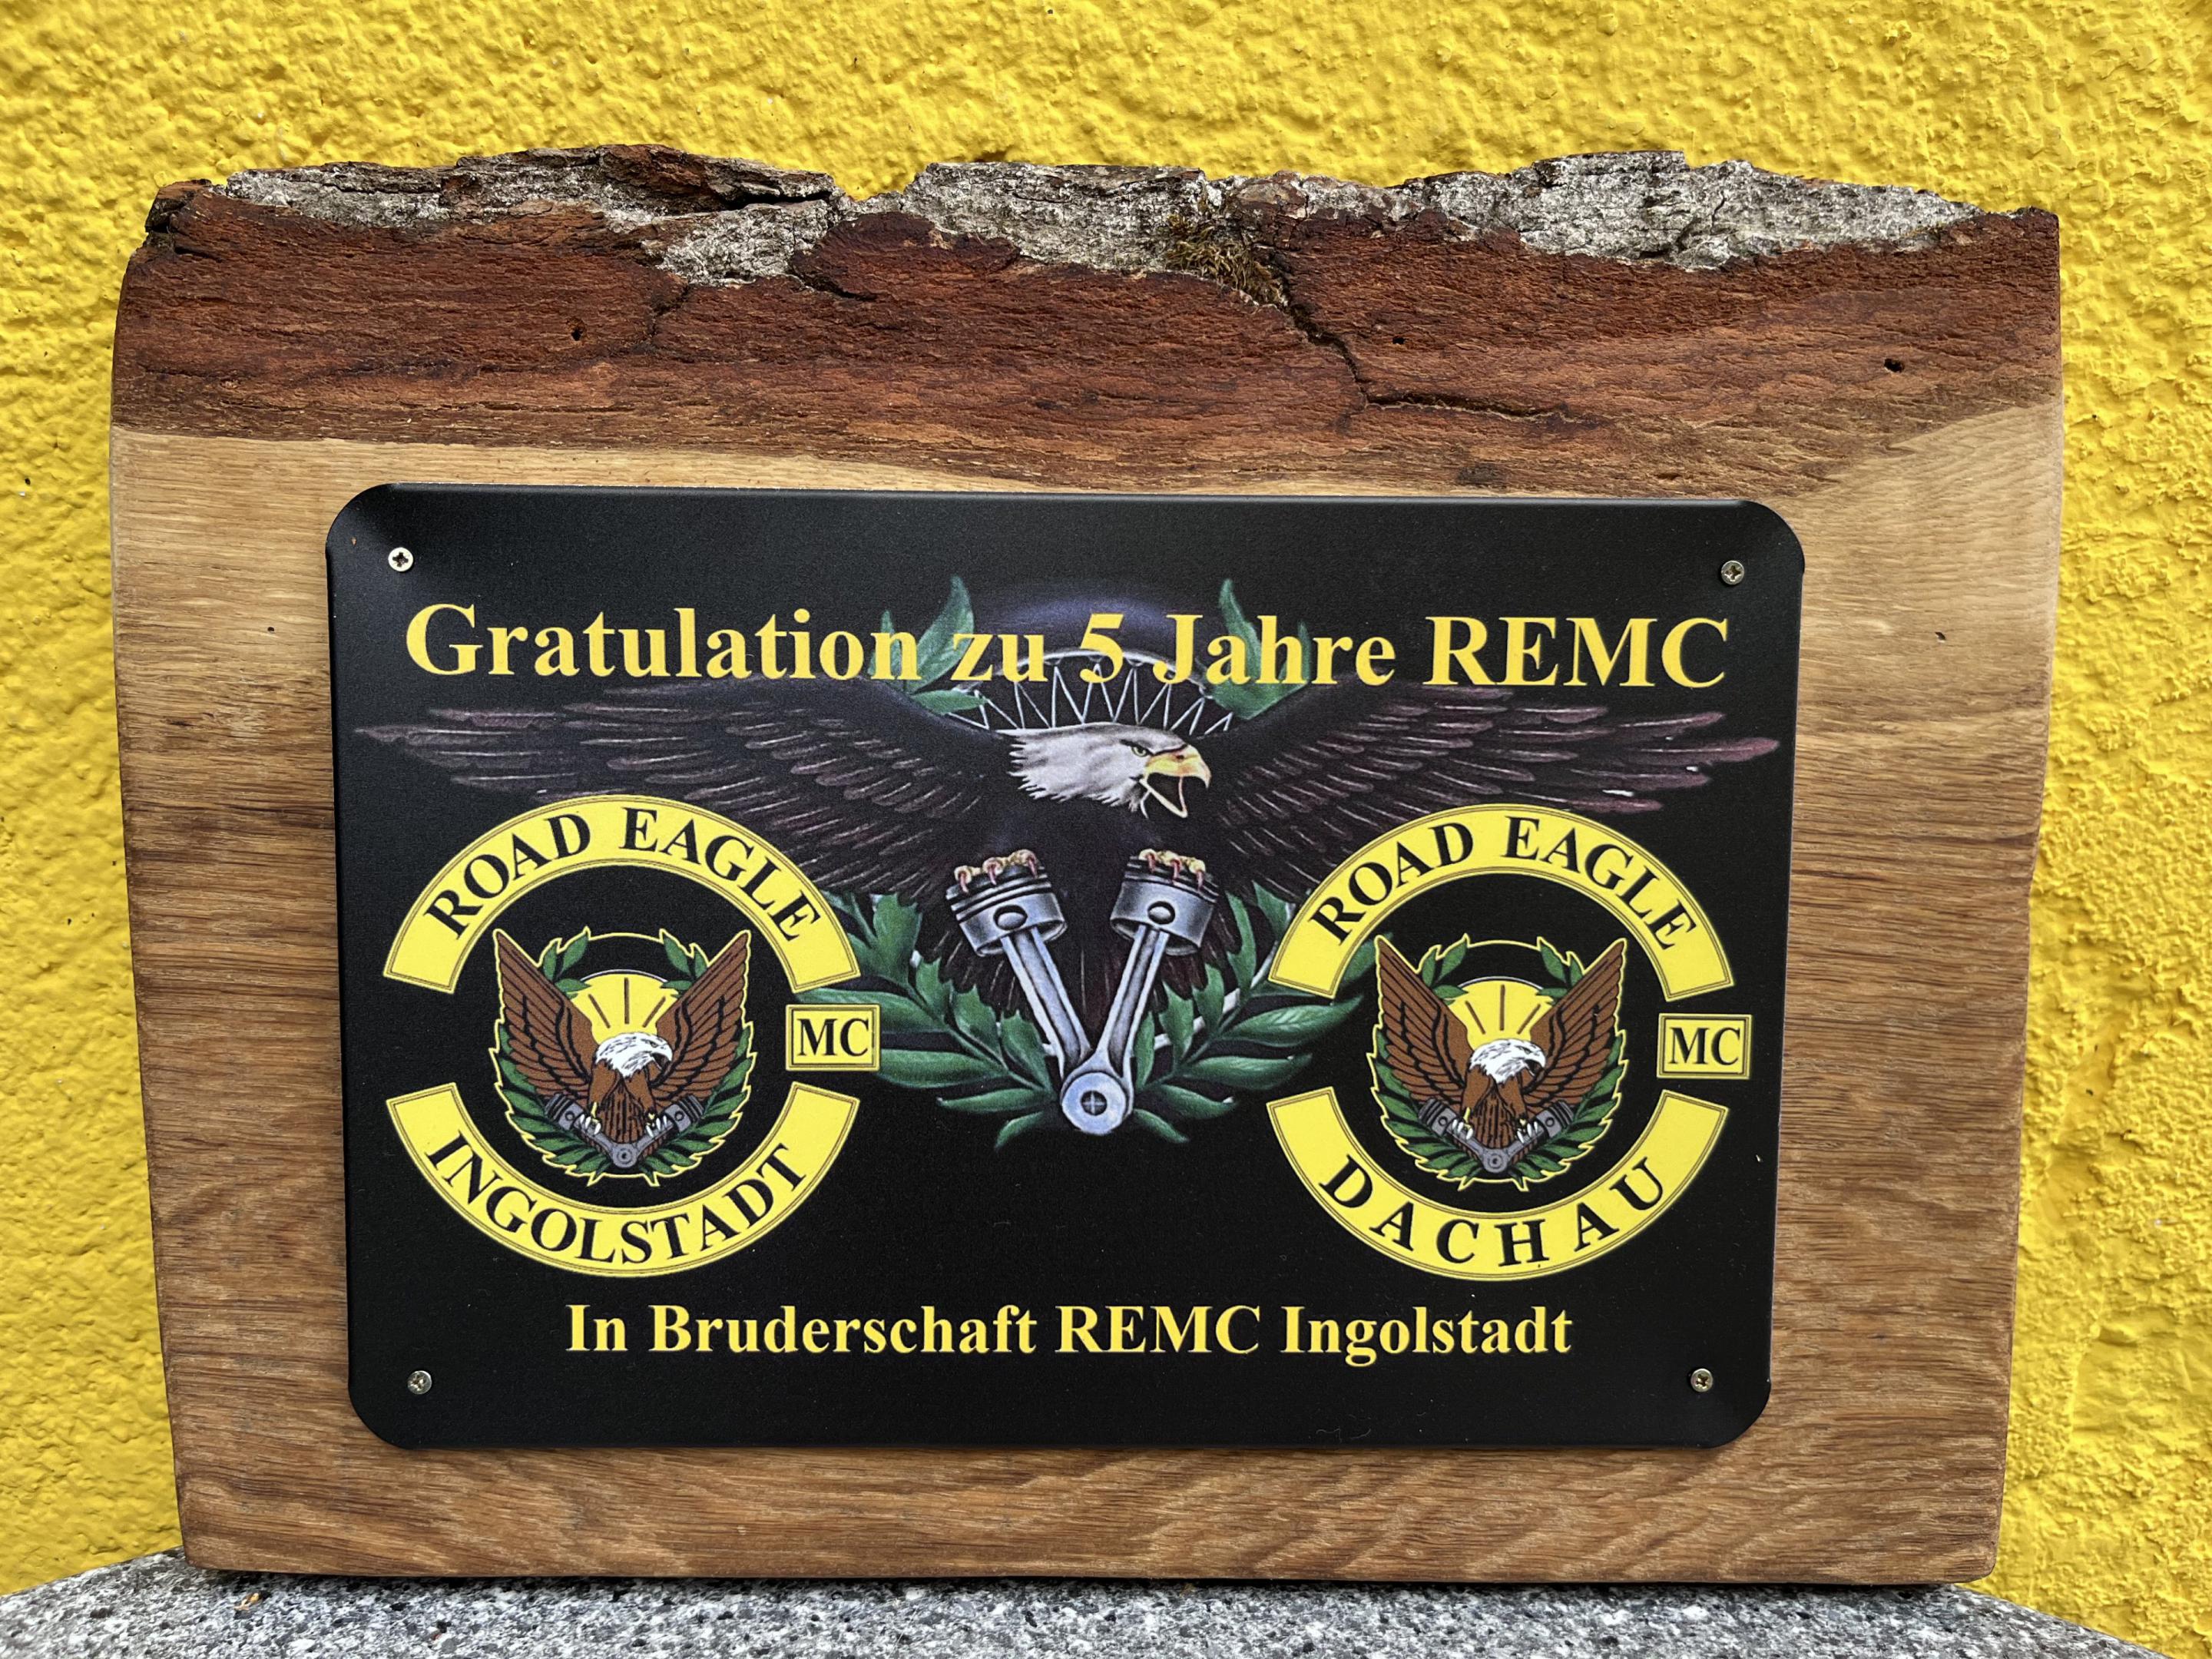 Gratulation zu 5 Jahre REMC
ROAD EAGLE
MC
INGOLSTADT
ROAD EAGLE
MC
DACHAU
In Bruderschaft REMC Ingolstadt